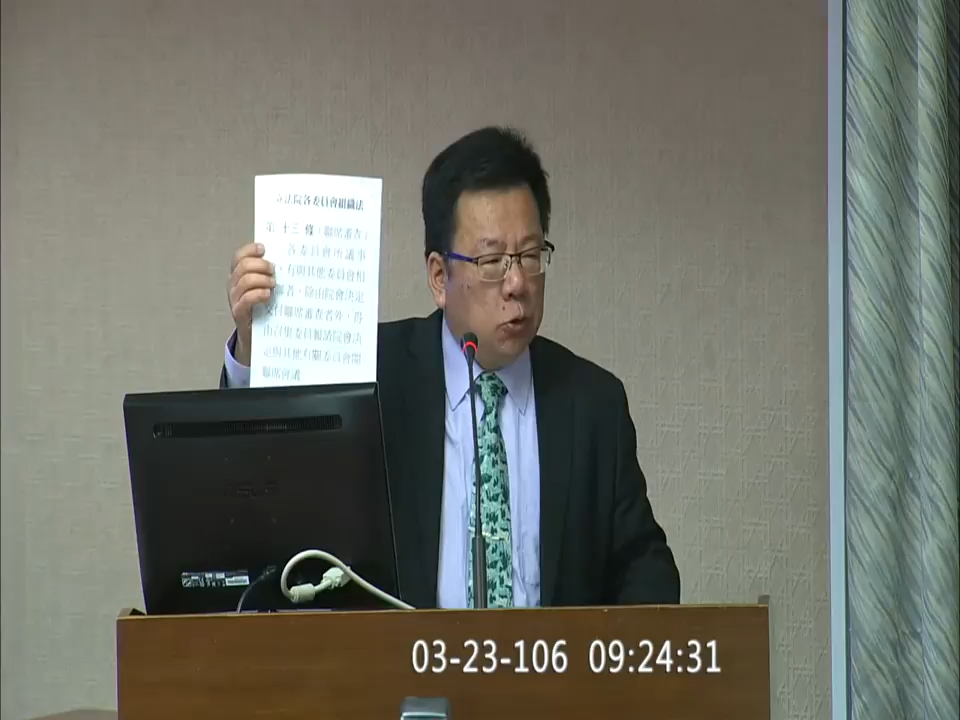 立法院各委員會組織法
第十三條（聯席審查）
各委員會所議事
，有與其他委員會相
聯者，除由院會決定
交付聯席審查者外，得
由召集委員報請院會決
定與其他有關委員會開
聯席會議
03-23-106 09:24:31